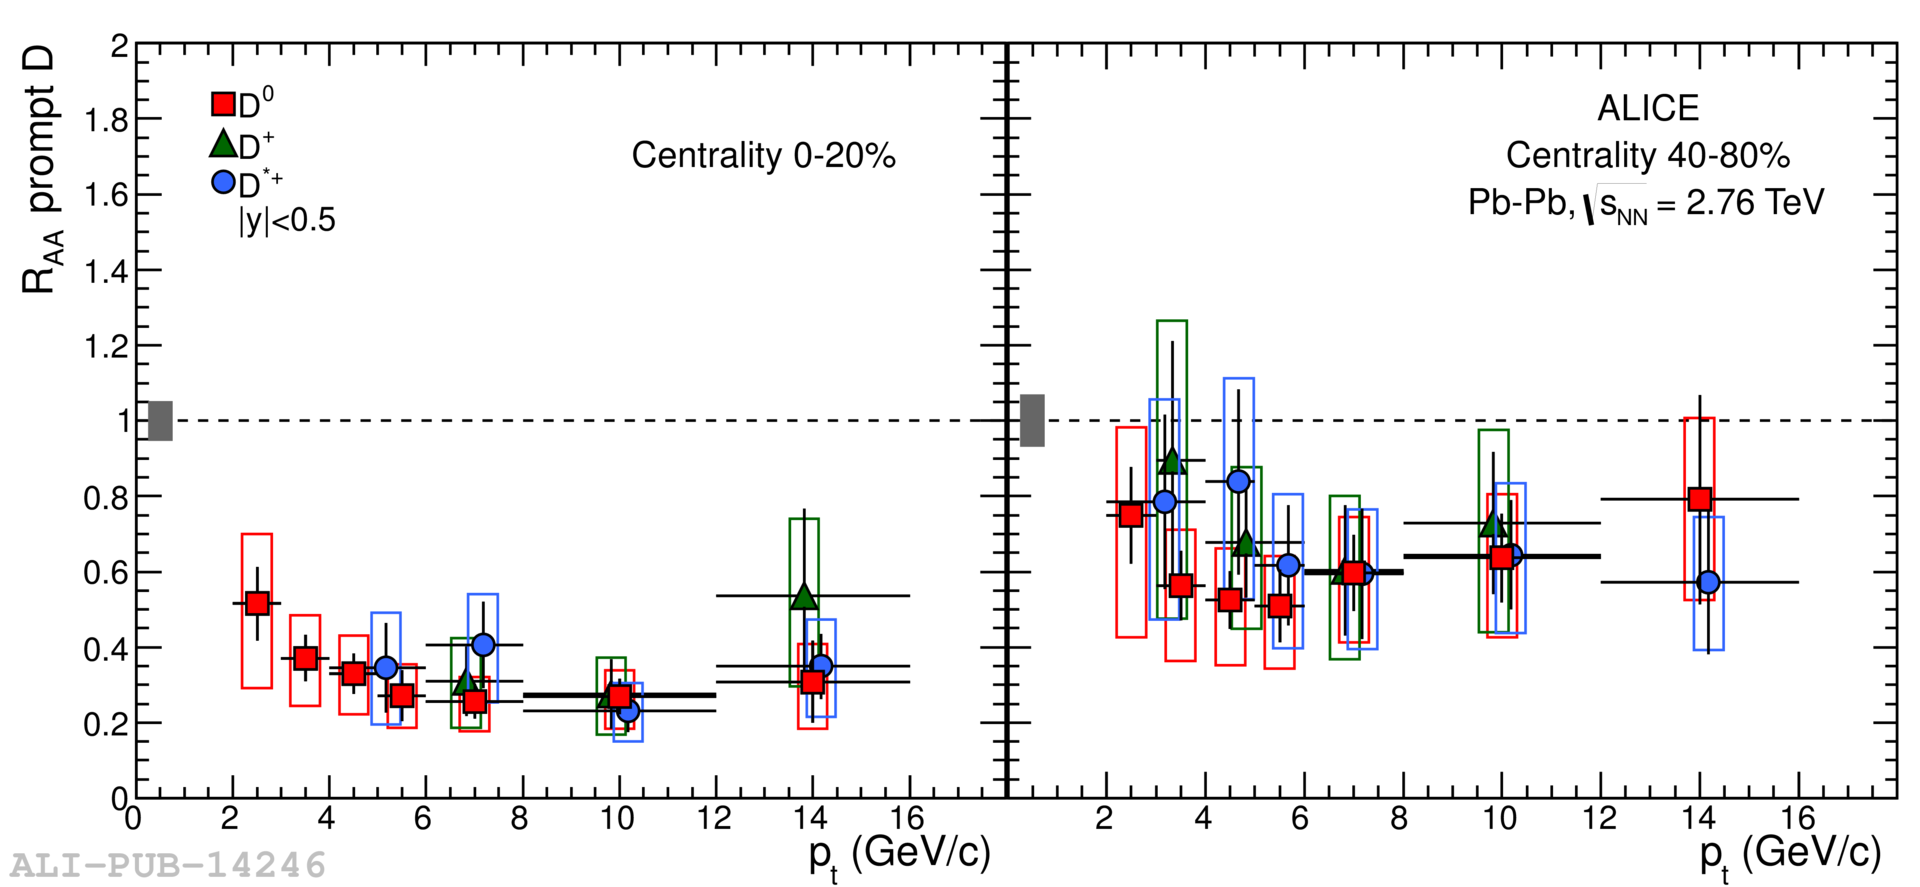 R_AA prompt D
2
1.8
1.6
1.4
1.2
1
0.8
0.6
0.4
0.2
0
D^0
D^+
D^*+
|y|<0.5
Centrality 0-20%
0 2 4 6 8 10 12 14 16
p_t (GeV/c)
ALICE
Centrality 40-80%
Pb-Pb, √s_NN = 2.76 TeV
2 4 6 8 10 12 14 16
p_t (GeV/c)
ALI-PUB-14246